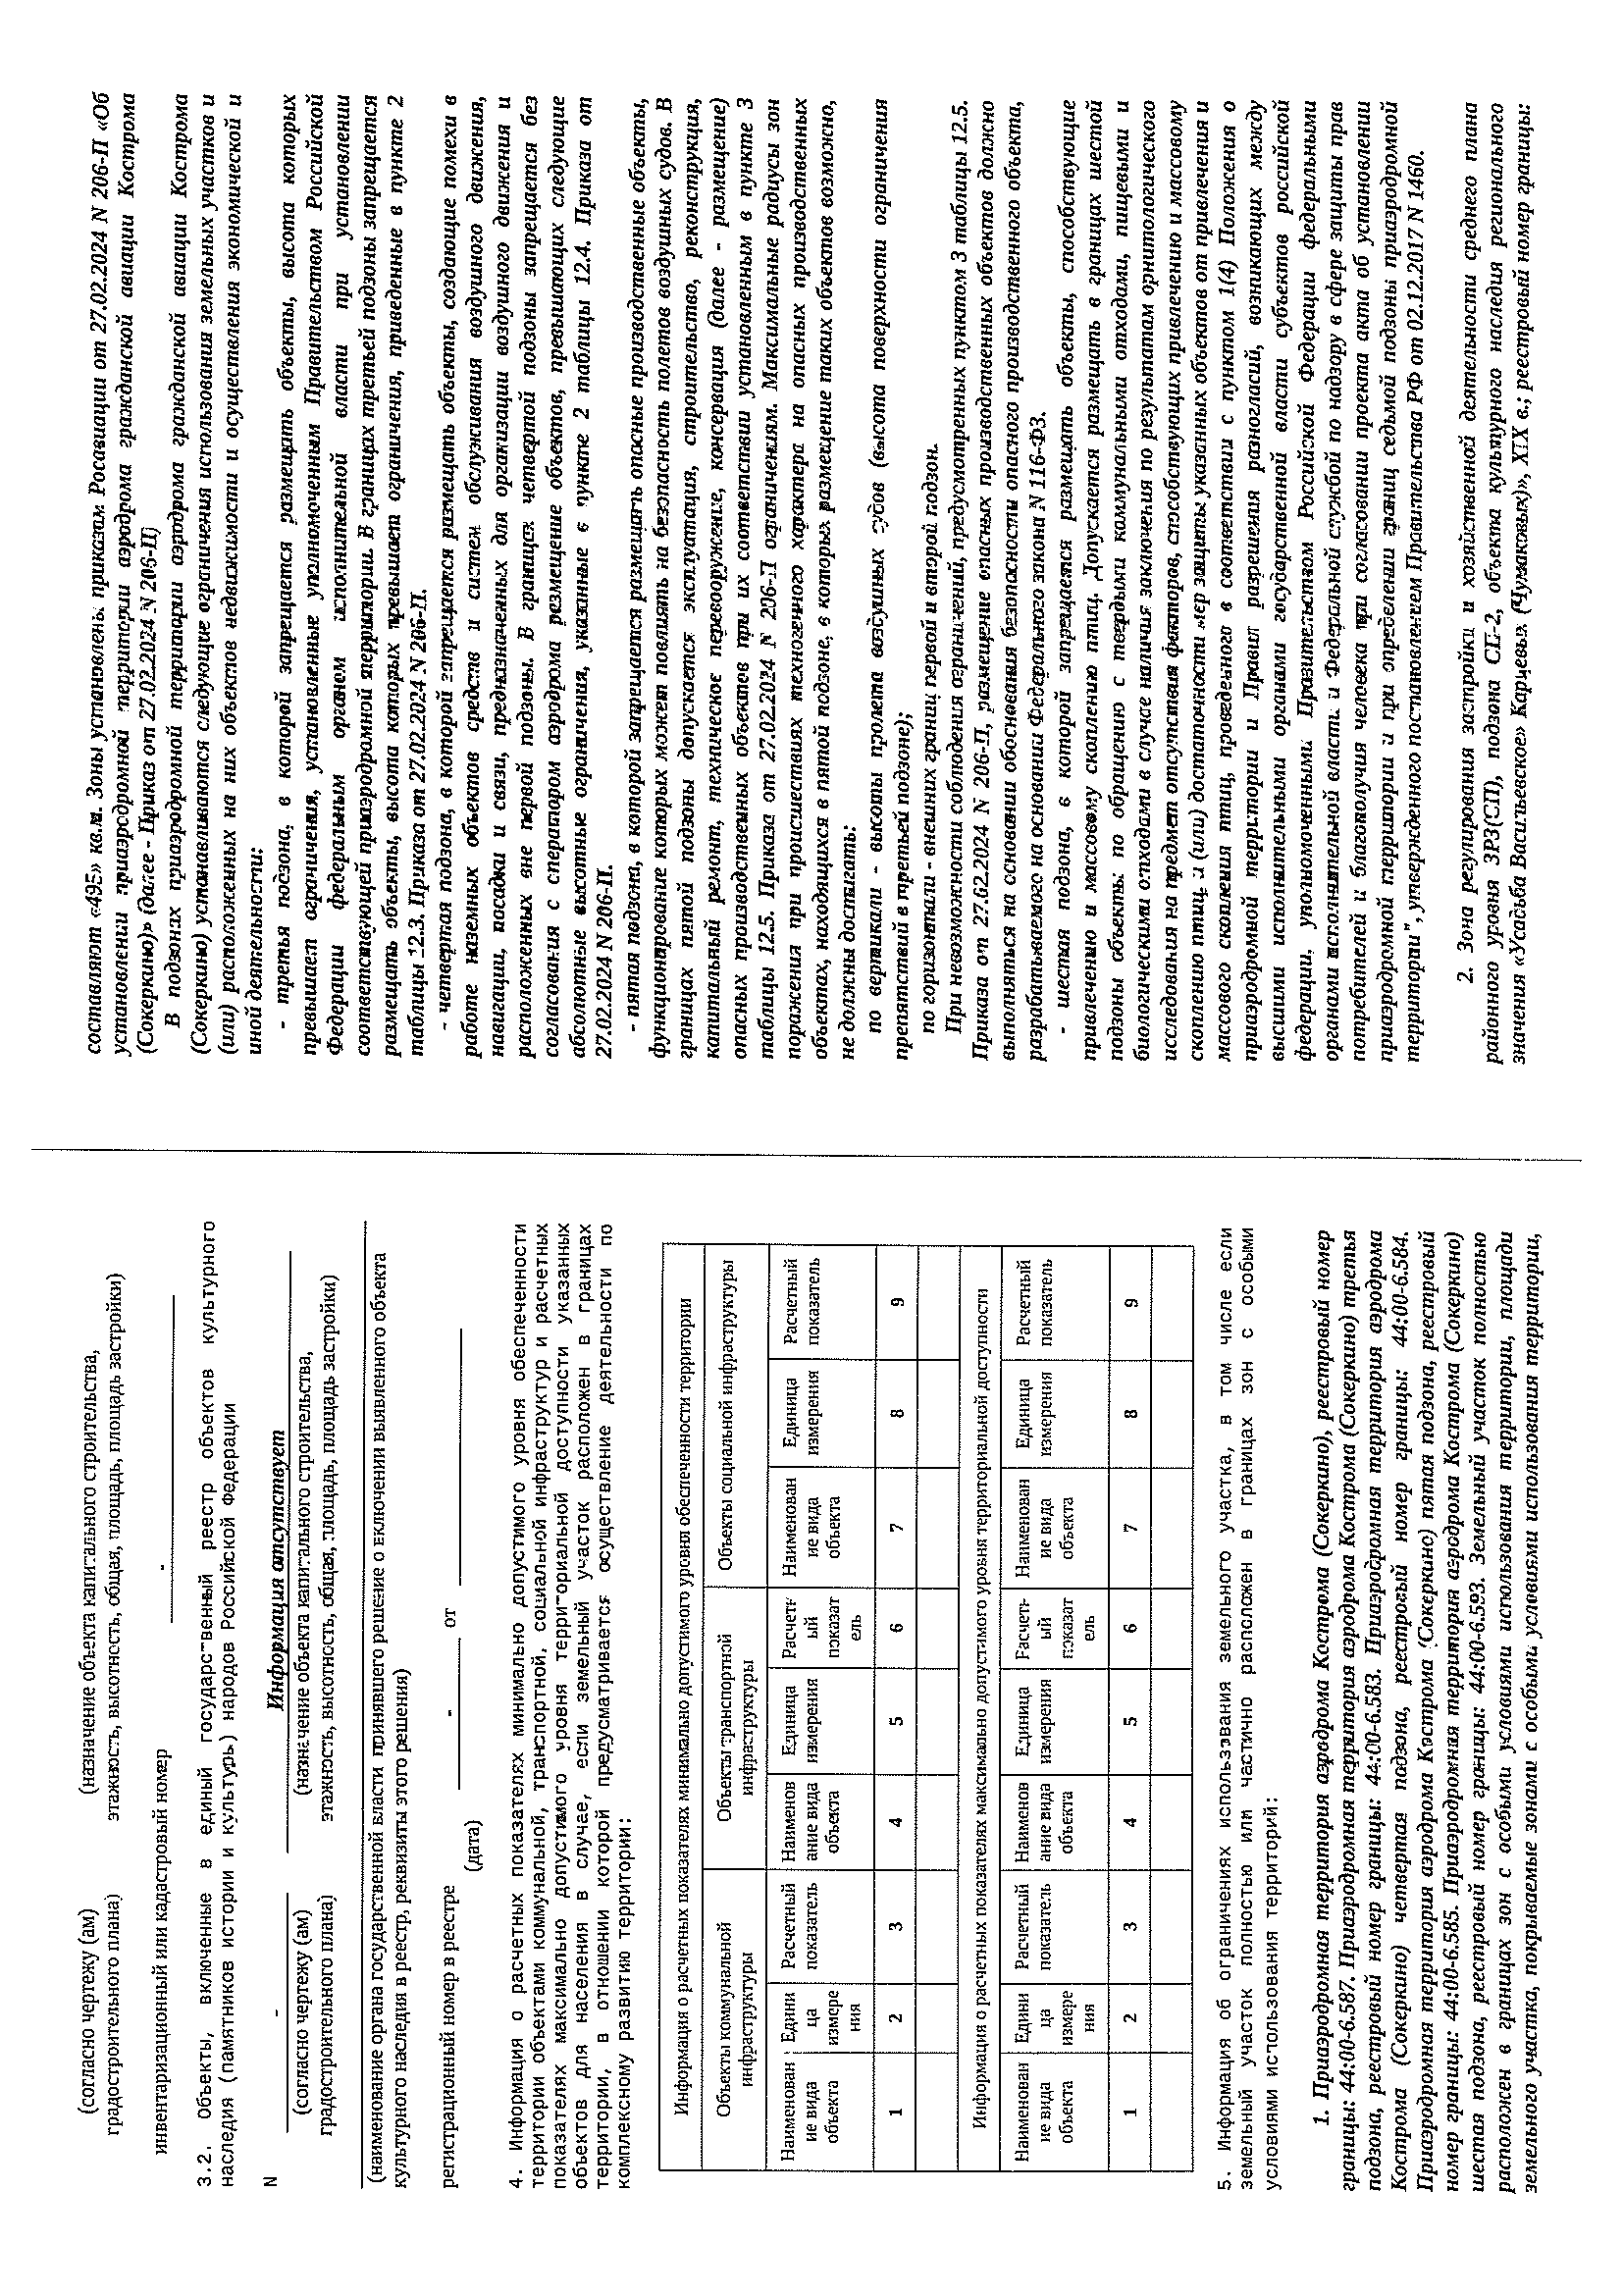 (согласно чертежу (ам)
градостроительного плана)
(назначение объекта капитального строительства,
этажность, высотность, общая, площадь, площадь застройки)
инвентаризационный или кадастровый номер -
3.2. Объекты, включенные в единый государственный реестр объектов культурного
наследия (памятников истории и культуры) народов Российской Федерации
N - Информация отсутствует
(согласно чертежу (ам)
градостроительного плана)
(назначение объекта капитального строительства,
этажность, высотность, общая, площадь, площадь застройки)
(наименование органа государственной власти принявшего решение о включении выявленного объекта
культурного наследия в реестр, реквизиты этого решения)
регистрационный номер в реестре - от
(дата)
4. Информация о расчетных показателях минимально допустимого уровня обеспеченности
территории объектами коммунальной, транспортной, социальной инфраструктур и расчетных
показателях максимально допустимого уровня территориальной доступности указанных
объектов для населения в случае, если земельный участок расположен в границах
территории, в отношении которой предусматривается осуществление деятельности по
комплексному развитию территории:
Информация о расчетных показателях минимально допустимого уровня обеспеченности территории
Объекты коммунальной
инфраструктуры
Объекты транспортной
инфраструктуры
Объекты социальной инфраструктуры
Наименован
ие вида
объекта
Едини
ца
измере
ния
Расчетный
показатель
Наименов
ание вида
объекта
Единица
измерения
Расчетн
ый
показат
ель
Наименован
ие вида
объекта
Единица
измерения
Расчетный
показатель
1 2 3 4 5 6 7 8 9
Информация о расчетных показателях максимально допустимого уровня территориальной доступности
Наименован
ие вида
объекта
Едини
ца
измере
ния
Расчетный
показатель
Наименов
ание вида
объекта
Единица
измерения
Расчетн
ый
показат
ель
Наименован
ие вида
объекта
Единица
измерения
Расчетный
показатель
1 2 3 4 5 6 7 8 9
5. Информация об ограничениях использования земельного участка, в том числе если
земельный участок полностью или частично расположен в границах зон с особыми
условиями использования территорий:
1. Приаэродромная территория аэродрома Кострома (Сокеркино), реестровый номер
границы: 44:00-6.587. Приаэродромная территория аэродрома Кострома (Сокеркино) третья
подзона, реестровый номер границы: 44:00-6.583. Приаэродромная территория аэродрома
Кострома (Сокеркино) четвертая подзона, реестровый номер границы: 44:00-6.584.
Приаэродромная территория аэродрома Кострома (Сокеркино) пятая подзона, реестровый
номер границы: 44:00-6.585. Приаэродромная территория аэродрома Кострома (Сокеркино)
шестая подзона, реестровый номер границы: 44:00-6.593. Земельный участок полностью
расположен в границах зон с особыми условиями использования территории, площади
земельного участка, покрываемые зонами с особыми условиями использования территории,
составляют «495» кв.м. Зоны установлены приказам Росавиации от 27.02.2024 N 206-П «Об
установлении приаэродромной территории аэродрома гражданской авиации Кострома
(Сокеркино)» (далее - Приказ от 27.02.2024 N 206-П)
В подзонах приаэродромной территории аэродрома гражданской авиации Кострома
(Сокеркино) устанавливаются следующие ограничения использования земельных участков и
(или) расположенных на них объектов недвижимости и осуществления экономической и
иной деятельности:
- третья подзона, в которой запрещается размещать объекты, высота которых
превышает ограничения, установленные уполномоченным Правительством Российской
Федерации федеральным органом исполнительной власти при установлении
соответствующей приаэродромной территории. В границах третьей подзоны запрещается
размещать объекты, высота которых превышает ограничения, приведенные в пункте 2
таблицы 12.3. Приказа от 27.02.2024 N 206-П.
- четвертая подзона, в которой запрещается размещать объекты, создающие помехи в
работе наземных объектов средств и систем обслуживания воздушного движения,
навигации, посадки и связи, предназначенных для организации воздушного движения и
расположенных вне первой подзоны. В границах четвертой подзоны запрещается без
согласования с оператором аэродрома размещение объектов, превышающих следующие
абсолютные высотные ограничения, указанные в пункте 2 таблицы 12.4. Приказа от
27.02.2024 N 206-П.
- пятая подзона, в которой запрещается размещать опасные производственные объекты,
функционирование которых может повлиять на безопасность полетов воздушных судов. В
границах пятой подзоны допускается эксплуатация, строительство, реконструкция,
капитальный ремонт, техническое перевооружение, консервация (далее - размещение)
опасных производственных объектов при их соответствии установленным в пункте 3
таблицы 12.5. Приказа от 27.02.2024 N 206-П ограничениям. Максимальные радиусы зон
поражения при происшествиях техногенного характера на опасных производственных
объектах, находящихся в пятой подзоне, в которых размещение таких объектов возможно,
не должны достигать:
по вертикали - высоты пролета воздушных судов (высота поверхности ограничения
препятствий в третьей подзоне);
по горизонтали - внешних границ первой и второй подзон.
При невозможности соблюдения ограничений, предусмотренных пунктом 3 таблицы 12.5.
Приказа от 27.62.2024 N 206-П, размещение опасных производственных объектов должно
выполняться на основании обоснования безопасности опасного производственного объекта,
разрабатываемого на основании Федерального закона N 116-ФЗ.
- шестая подзона, в которой запрещается размещать объекты, способствующие
привлечению и массовому скоплению птиц. Допускается размещать в границах шестой
подзоны объекты по обращению с твердыми коммунальными отходами, пищевыми и
биологическими отходами в случае наличия заключения по результатам орнитологического
исследования на предмет отсутствия факторов, способствующих привлечению и массовому
скоплению птиц, и (или) достаточности мер защиты указанных объектов от привлечения и
массового скопления птиц, проведенного в соответствии с пунктом 1(4) Положения о
приаэродромной территории и Правил разрешения разногласий, возникающих между
высшими исполнительными органами государственной власти субъектов российской
федерации, уполномоченными Правительством Российской Федерации федеральными
органами исполнительной власти и Федеральной службой по надзору в сфере защиты прав
потребителей и благополучия человека при согласовании проекта акта об установлении
приаэродромной территории и при определении границ седьмой подзоны приаэродромной
территории", утвержденного постановлением Правительства РФ от 02.12.2017 N 1460.
2. Зона регулирования застройки и хозяйственной деятельности среднего плана
районного уровня ЗРЗ(СП), подзона СП-2, объекта культурного наследия регионального
значения «Усадьба Васильевское» Карцевых (Чумаковых)», XIX в.; реестровый номер границы: